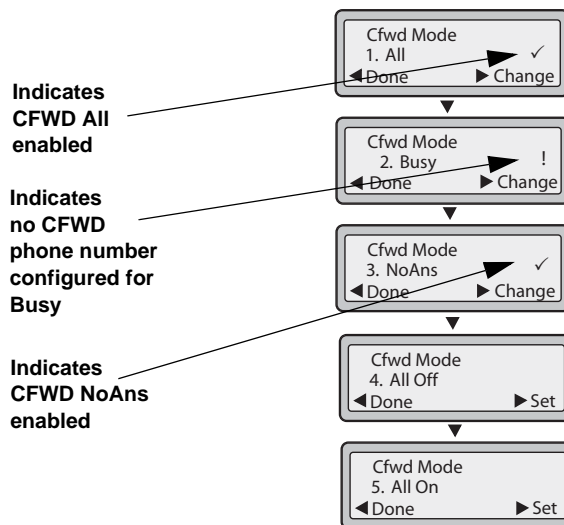 Cfwd Mode
1. All ✓
◀Done ▶Change
Indicates
CFWD All
enabled
Cfwd Mode
2. Busy !
◀Done ▶Change
Indicates
no CFWD
phone number
configured for
Busy
Cfwd Mode
3. NoAns ✓
◀Done ▶Change
Indicates
CFWD NoAns
enabled
Cfwd Mode
4. All Off
◀Done ▶Set
Cfwd Mode
5. All On
◀Done ▶Set